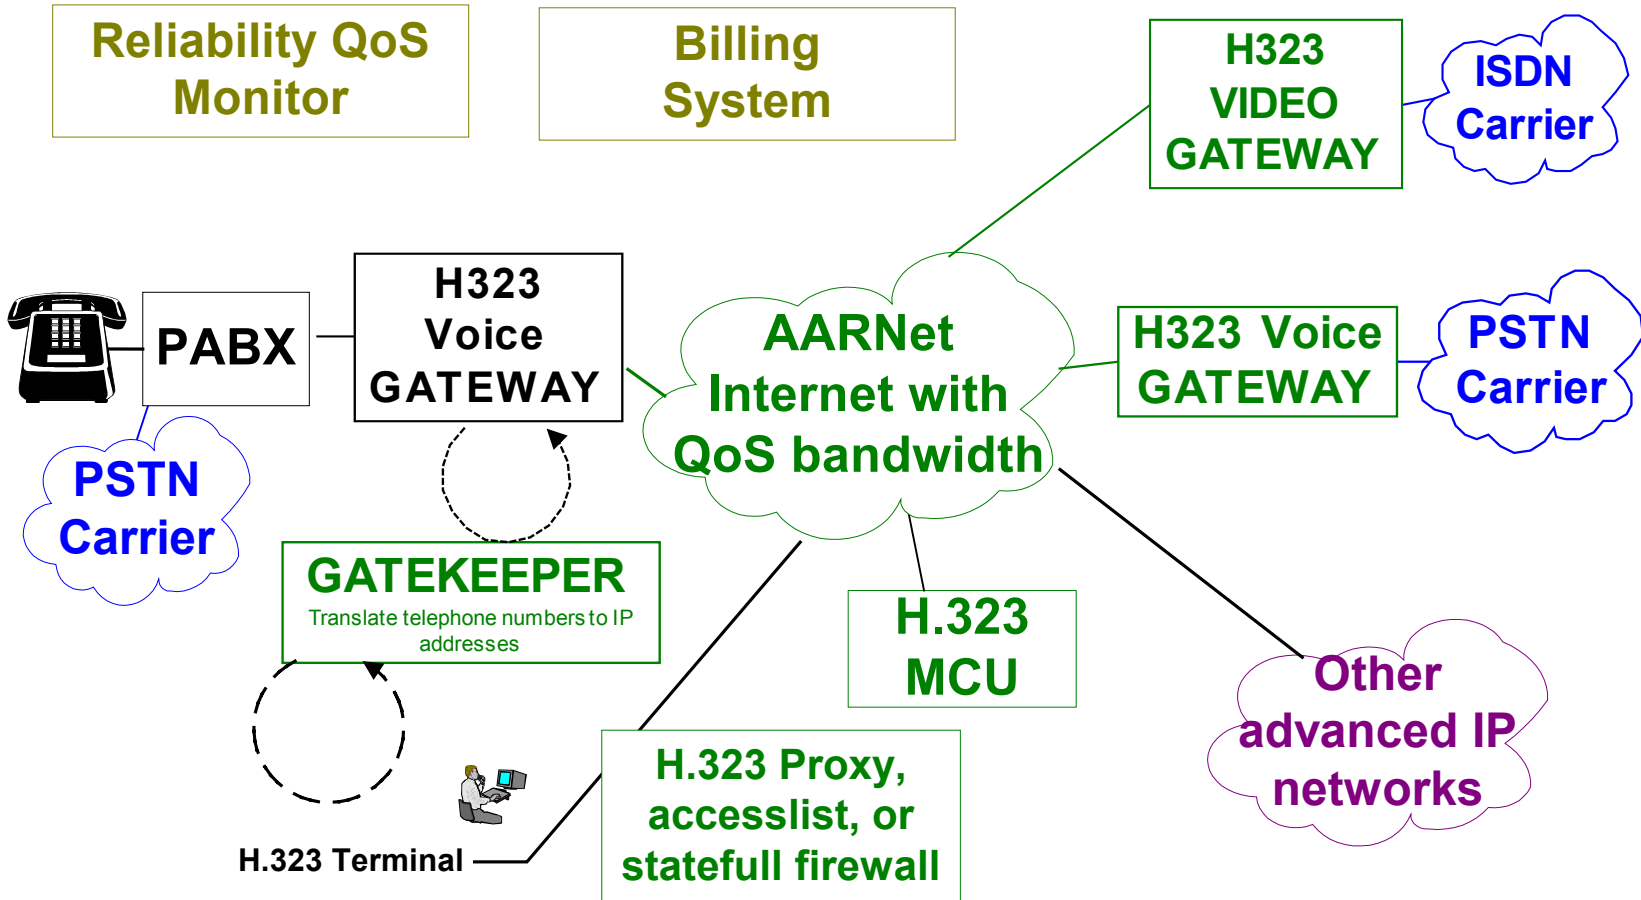 Reliability QoS
Monitor
Billing
System
H323
VIDEO
GATEWAY
ISDN
Carrier
PABX
H323
Voice
GATEWAY
AARNet
Internet with
QoS bandwidth
H323 Voice
GATEWAY
PSTN
Carrier
PSTN
Carrier
GATEKEEPER
Translate telephone numbers to IP
addresses
H.323
MCU
Other
advanced IP
networks
H.323 Proxy,
accesslist, or
statefull firewall
H.323 Terminal